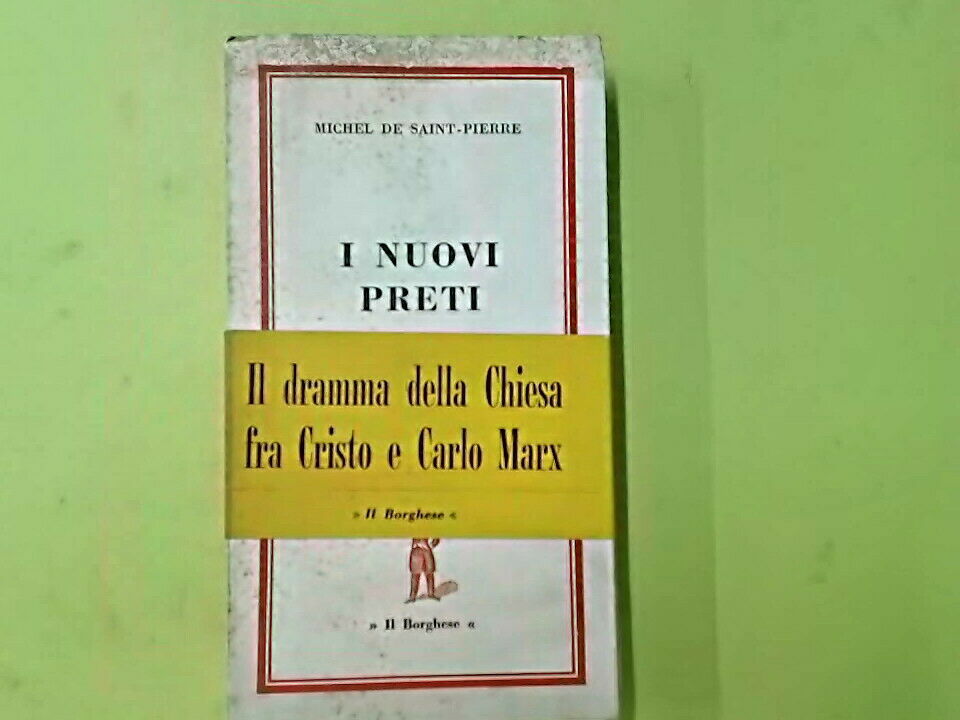 MICHEL DE SAINT-PIERRE
I NUOVI
PRETI
Il dramma della Chiesa
fra Cristo e Carlo Marx
» Il Borghese «
» Il Borghese «